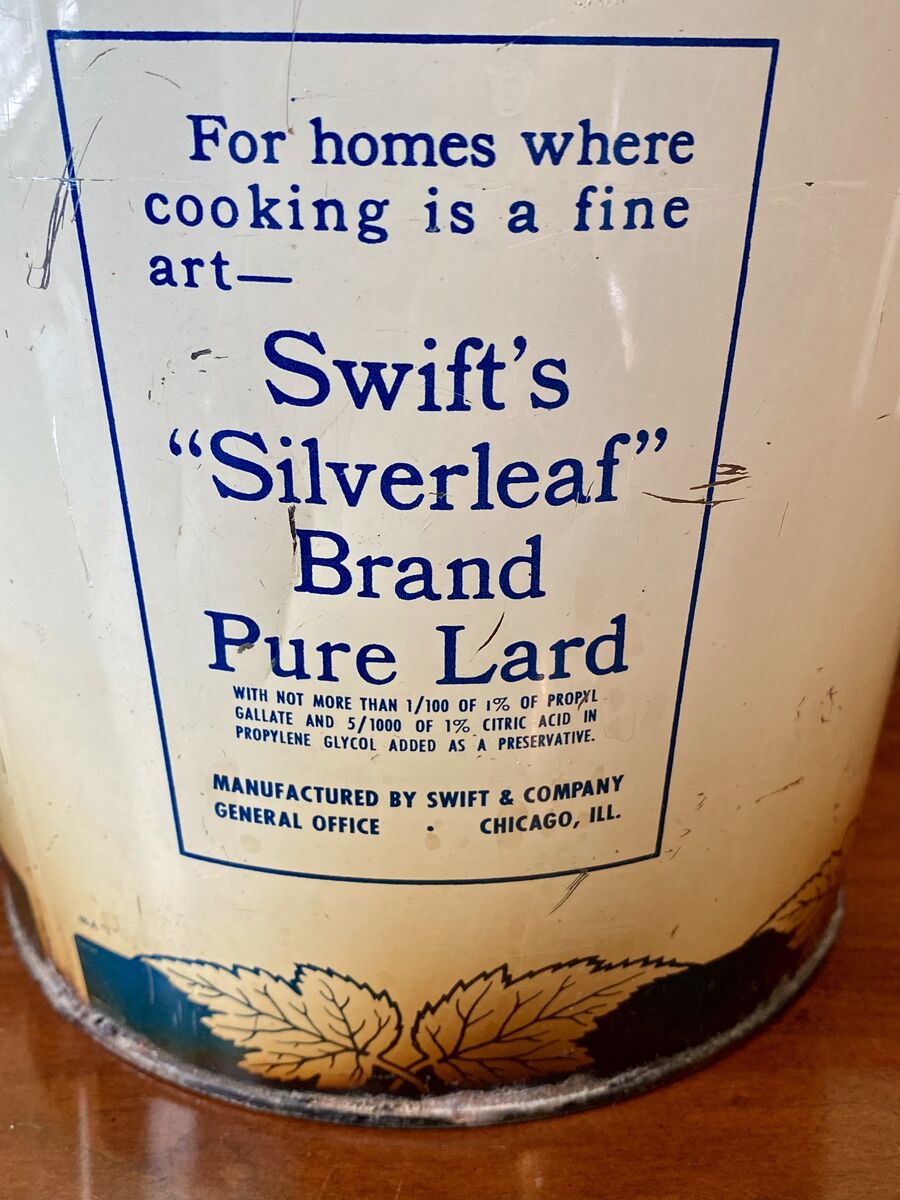 For homes where
cooking is a fine
art—
Swift's
“Silverleaf”
Brand
Pure Lard
WITH NOT MORE THAN 1/100 OF 1% OF PROPYL
GALLATE AND 5/1000 OF 1% CITRIC ACID IN
PROPYLENE GLYCOL ADDED AS A PRESERVATIVE.
MANUFACTURED BY SWIFT & COMPANY
GENERAL OFFICE • CHICAGO, ILL.